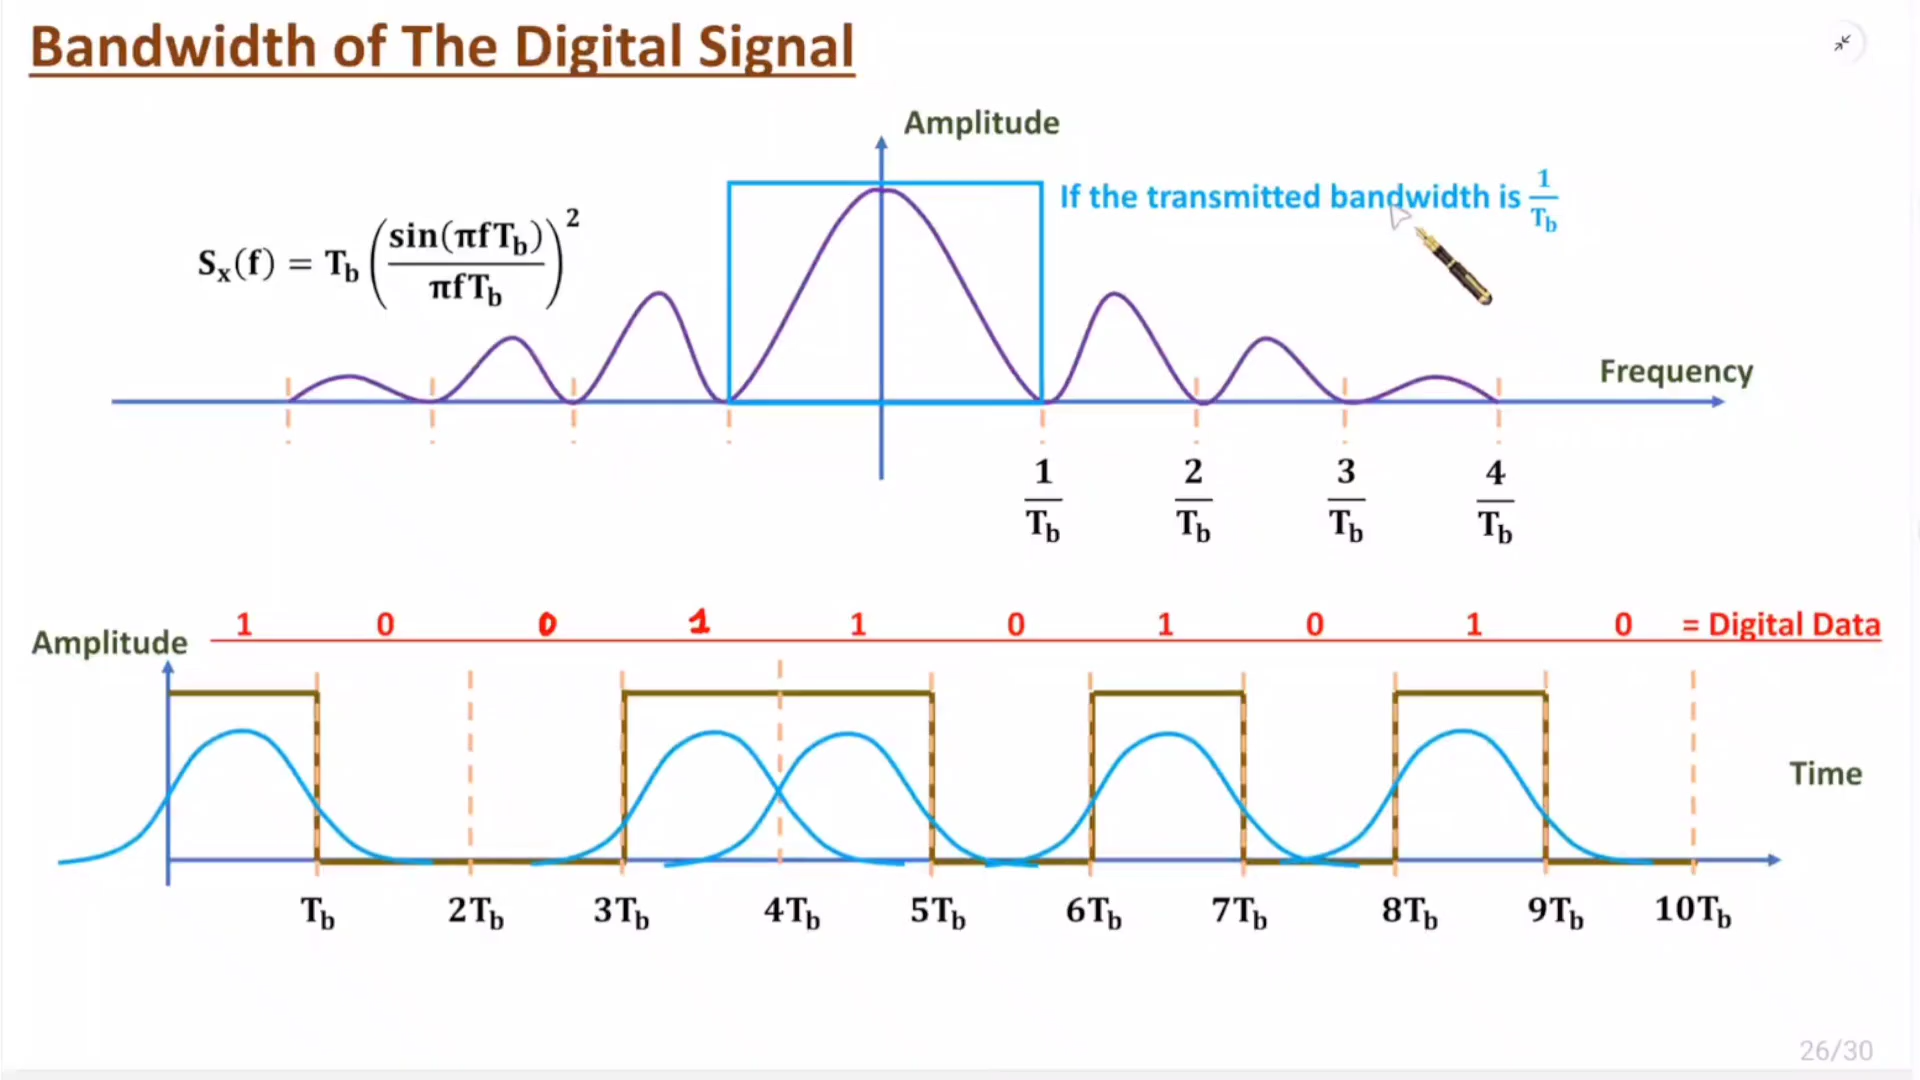 Bandwidth of The Digital Signal
Amplitude
If the transmitted bandwidth is 1/Tb
Sx(f) = Tb (sin(πfTb)/πfTb)²
Frequency
1/Tb 2/Tb 3/Tb 4/Tb
1 0 0 1 1 0 1 0 1 0 = Digital Data
Amplitude
Time
Tb 2Tb 3Tb 4Tb 5Tb 6Tb 7Tb 8Tb 9Tb 10Tb
26/30